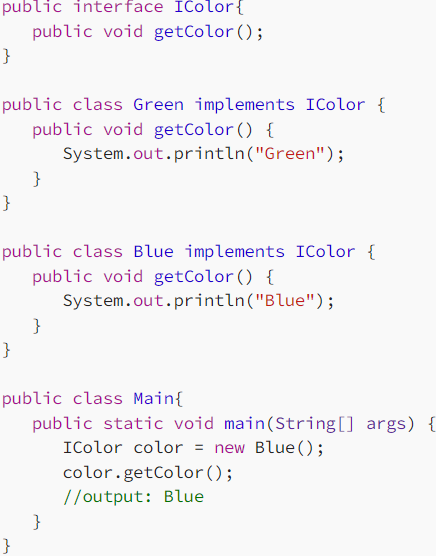 public interface IColor{
   public void getColor();
}

public class Green implements IColor {
   public void getColor() {
      System.out.println("Green");
   }
}

public class Blue implements IColor {
   public void getColor() {
      System.out.println("Blue");
   }
}

public class Main{
   public static void main(String[] args) {
      IColor color = new Blue();
      color.getColor();
      //output: Blue
   }
}